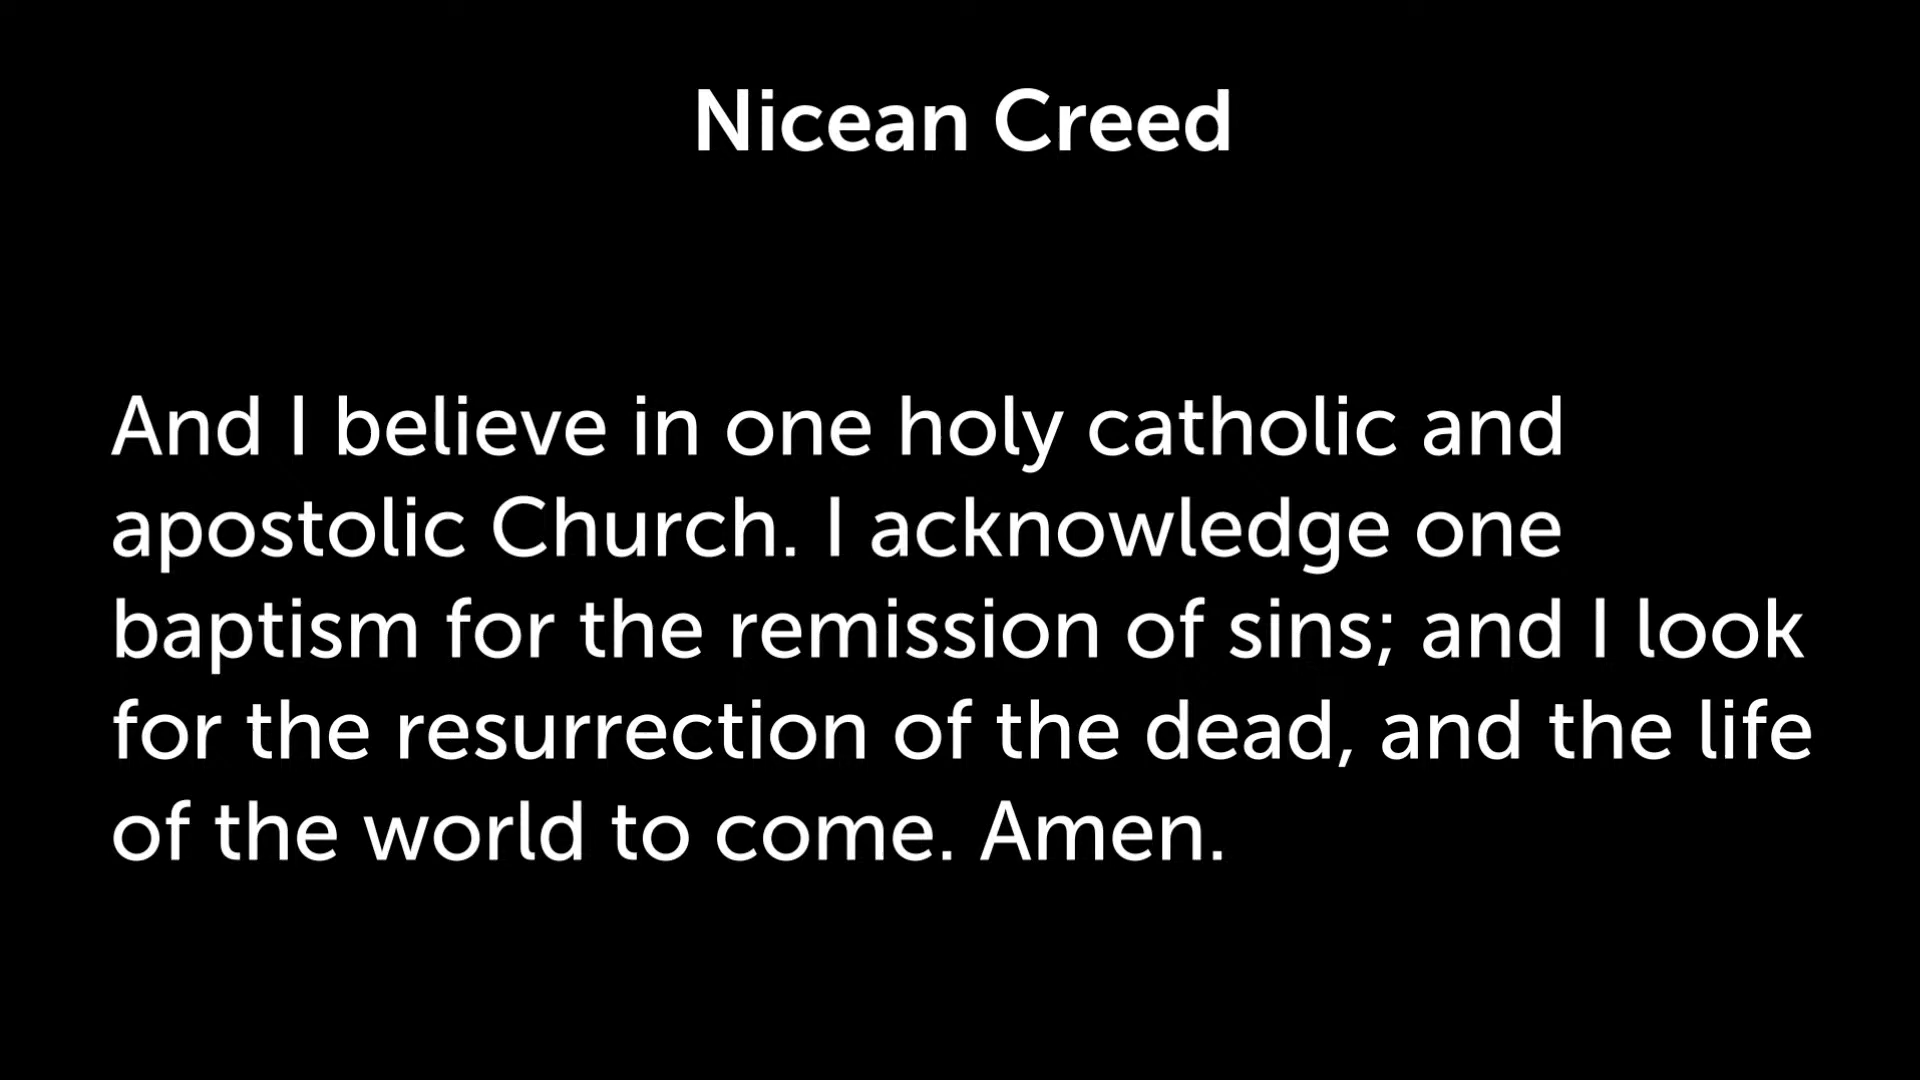 Nicean Creed
And I believe in one holy catholic and
apostolic Church. I acknowledge one
baptism for the remission of sins; and I look
for the resurrection of the dead, and the life
of the world to come. Amen.